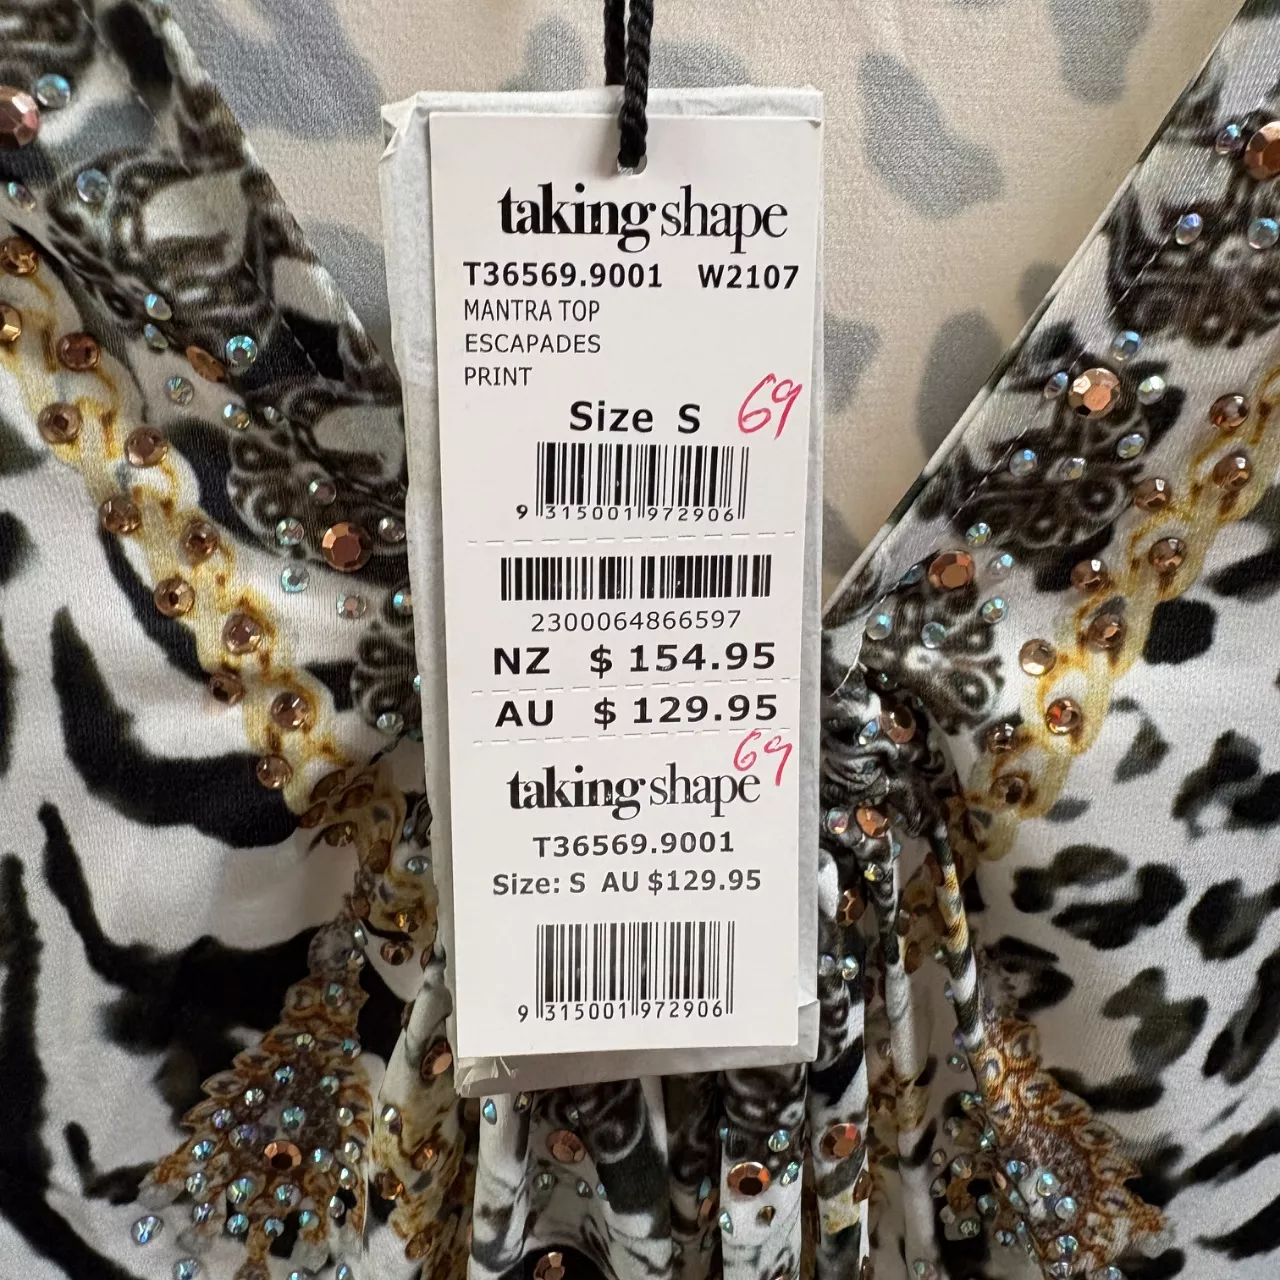 taking shape
T36569.9001 W2107
MANTRA TOP
ESCAPADES
PRINT
Size S 69
9 315001 972906
2300064866597
NZ $ 154.95
AU $ 129.95
69
taking shape
T36569.9001
Size: S AU $129.95
9 315001 972906